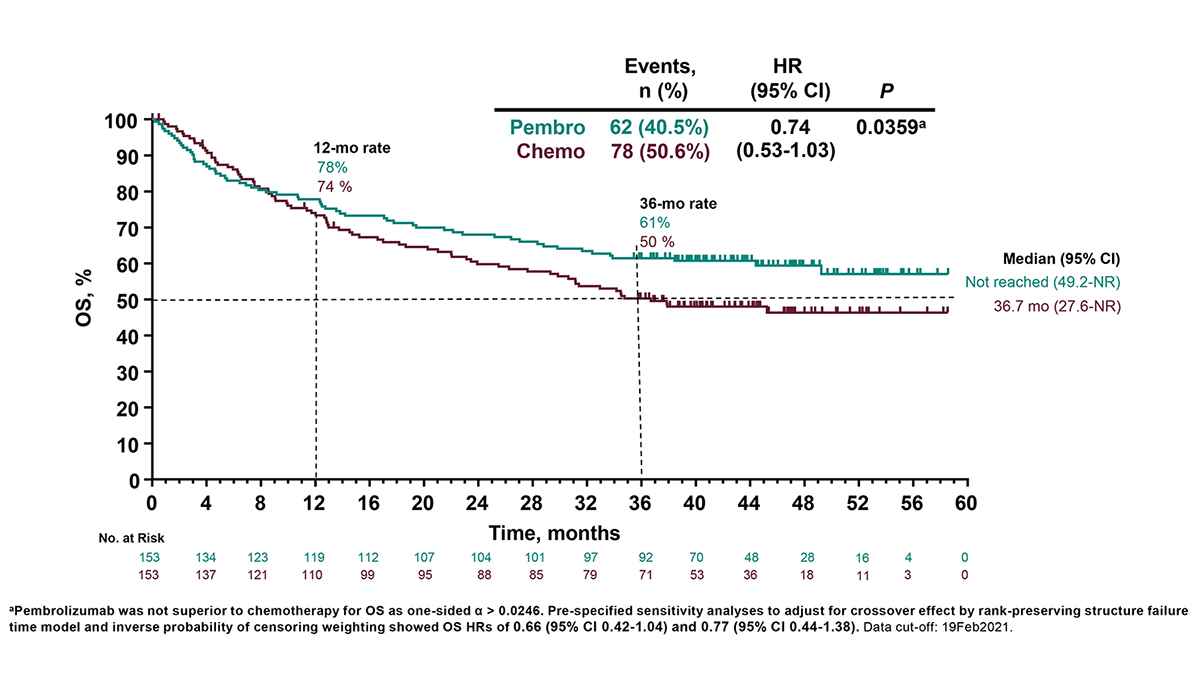 Events, n (%) HR (95% CI) P
Pembro 62 (40.5%) 0.74 (0.53-1.03) 0.0359ᵃ
Chemo 78 (50.6%)
12-mo rate
78%
74 %
36-mo rate
61%
50 %
Median (95% CI)
Not reached (49.2-NR)
36.7 mo (27.6-NR)
OS, %
100
90
80
70
60
50
40
30
20
10
0
0 4 8 12 16 20 24 28 32 36 40 44 48 52 56 60
Time, months
No. at Risk
153 134 123 119 112 107 104 101 97 92 70 48 28 16 4 0
153 137 121 110 99 95 88 85 79 71 53 36 18 11 3 0
ᵃPembrolizumab was not superior to chemotherapy for OS as one-sided α > 0.0246. Pre-specified sensitivity analyses to adjust for crossover effect by rank-preserving structure failure
time model and inverse probability of censoring weighting showed OS HRs of 0.66 (95% CI 0.42-1.04) and 0.77 (95% CI 0.44-1.38). Data cut-off: 19Feb2021.